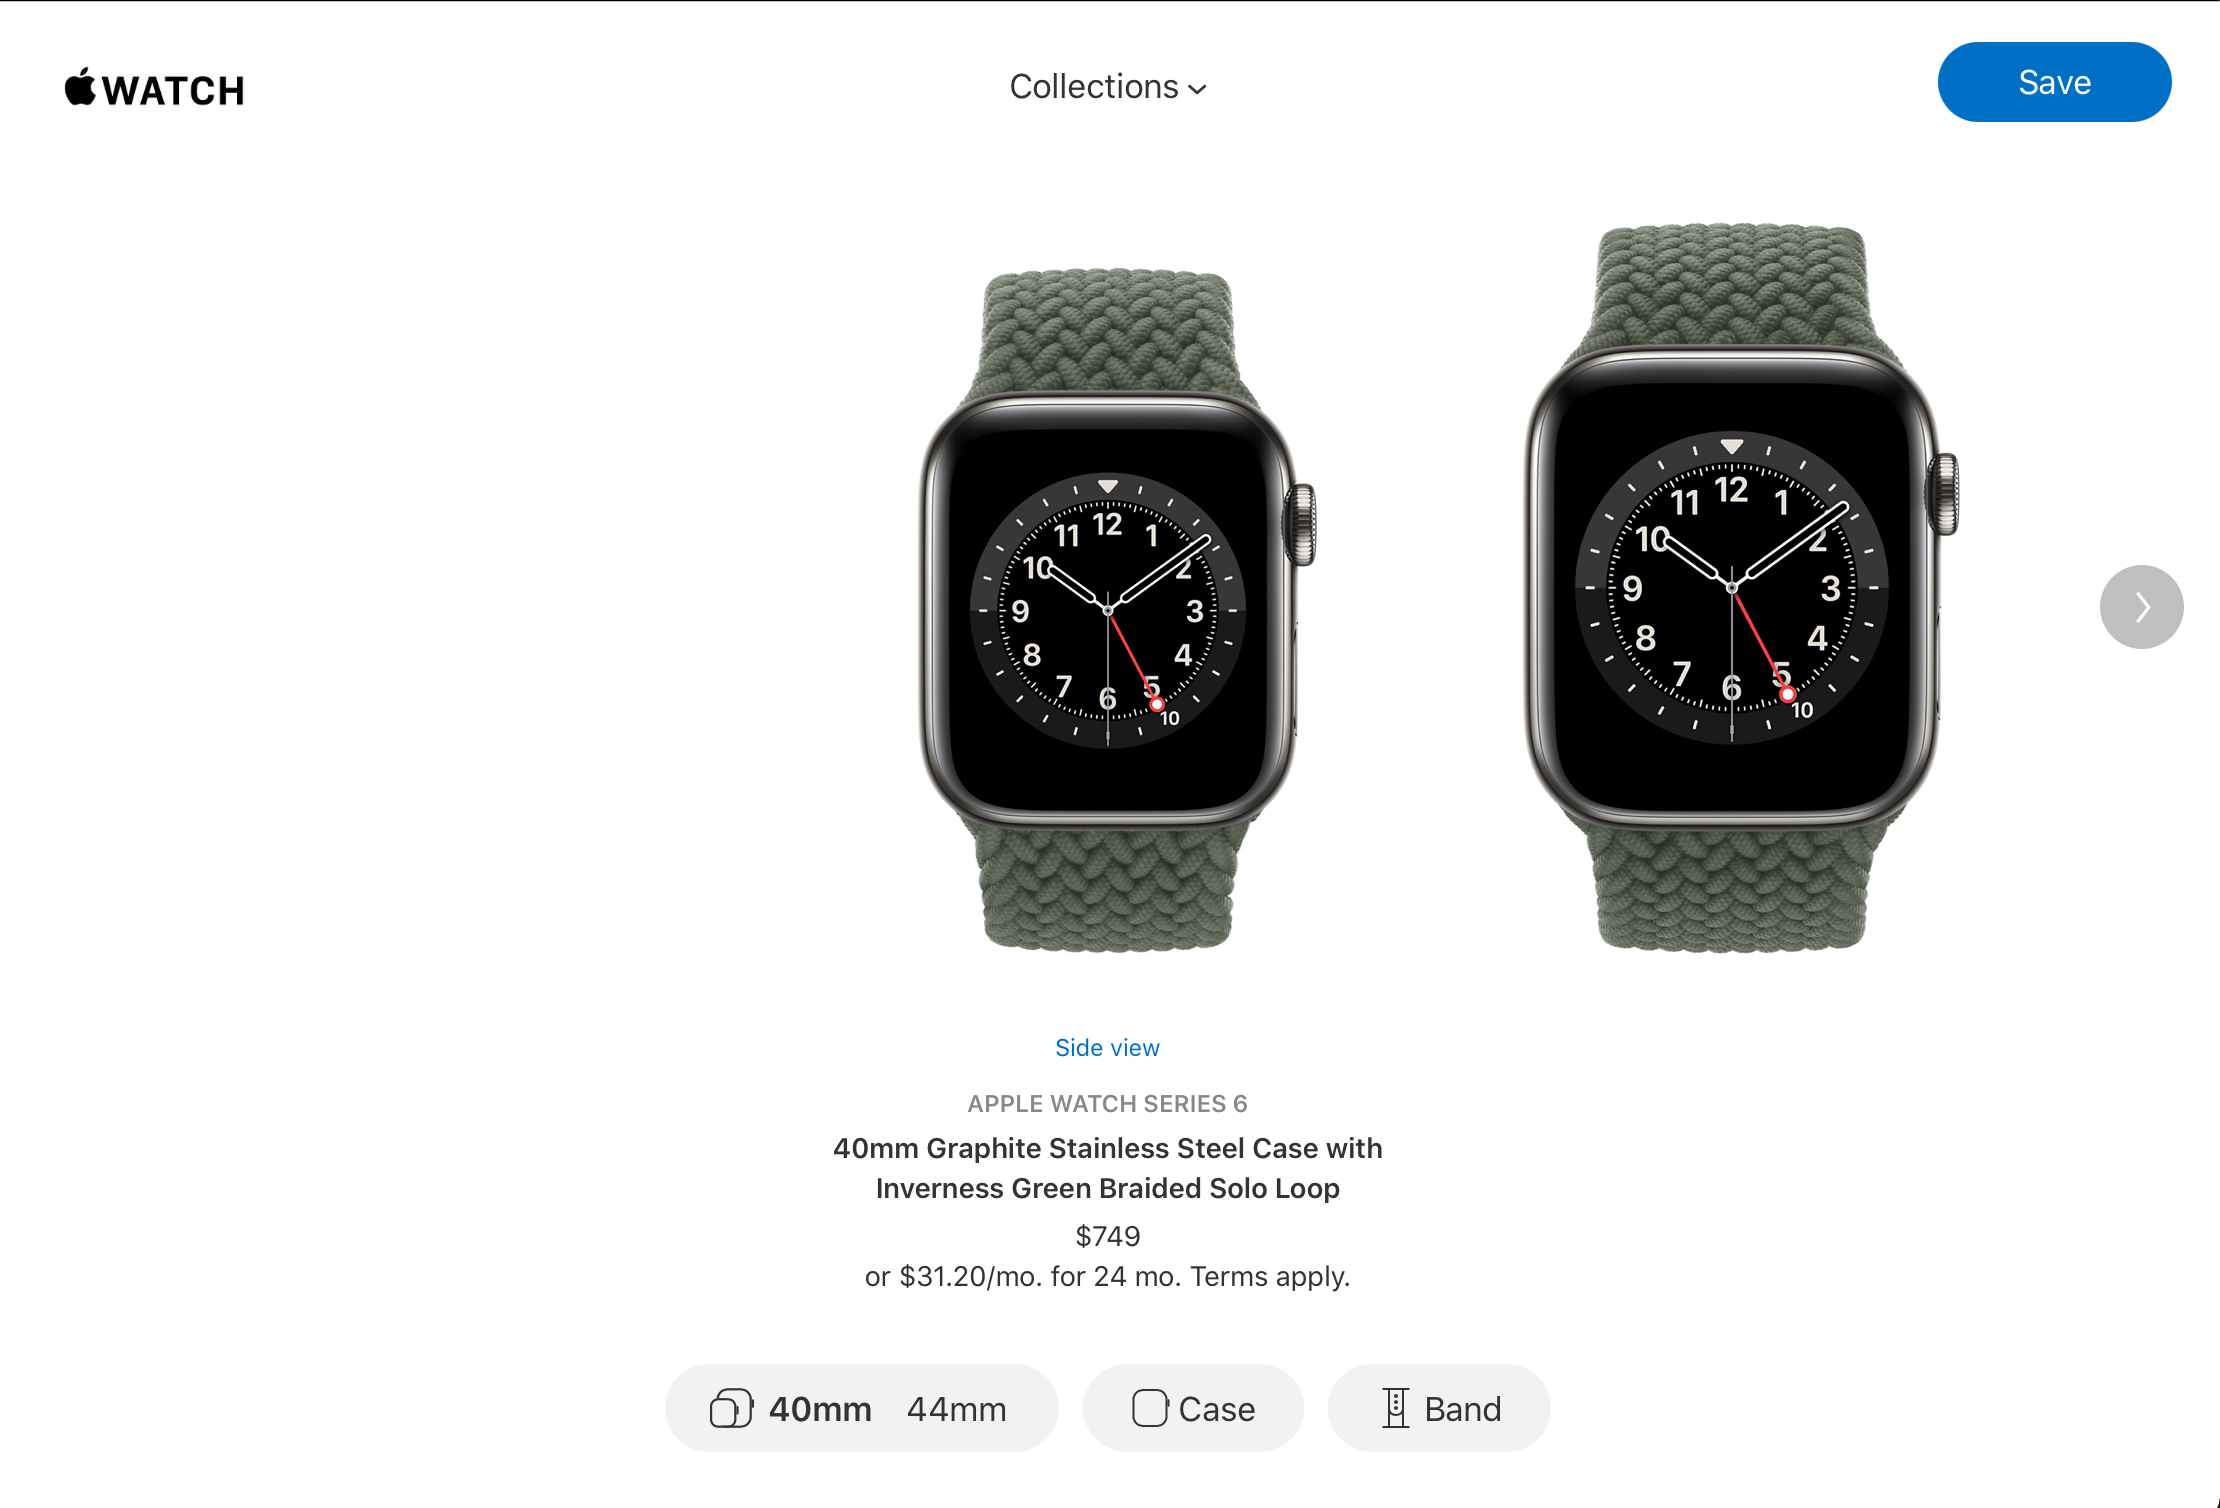 WATCH
Collections
Save
12
11 1
10 2
9 3
8 4
7 5
6
10
12
11 1
10 2
9 3
8 4
7 5
6
10
Side view
APPLE WATCH SERIES 6
40mm Graphite Stainless Steel Case with
Inverness Green Braided Solo Loop
$749
or $31.20/mo. for 24 mo. Terms apply.
40mm 44mm Case Band